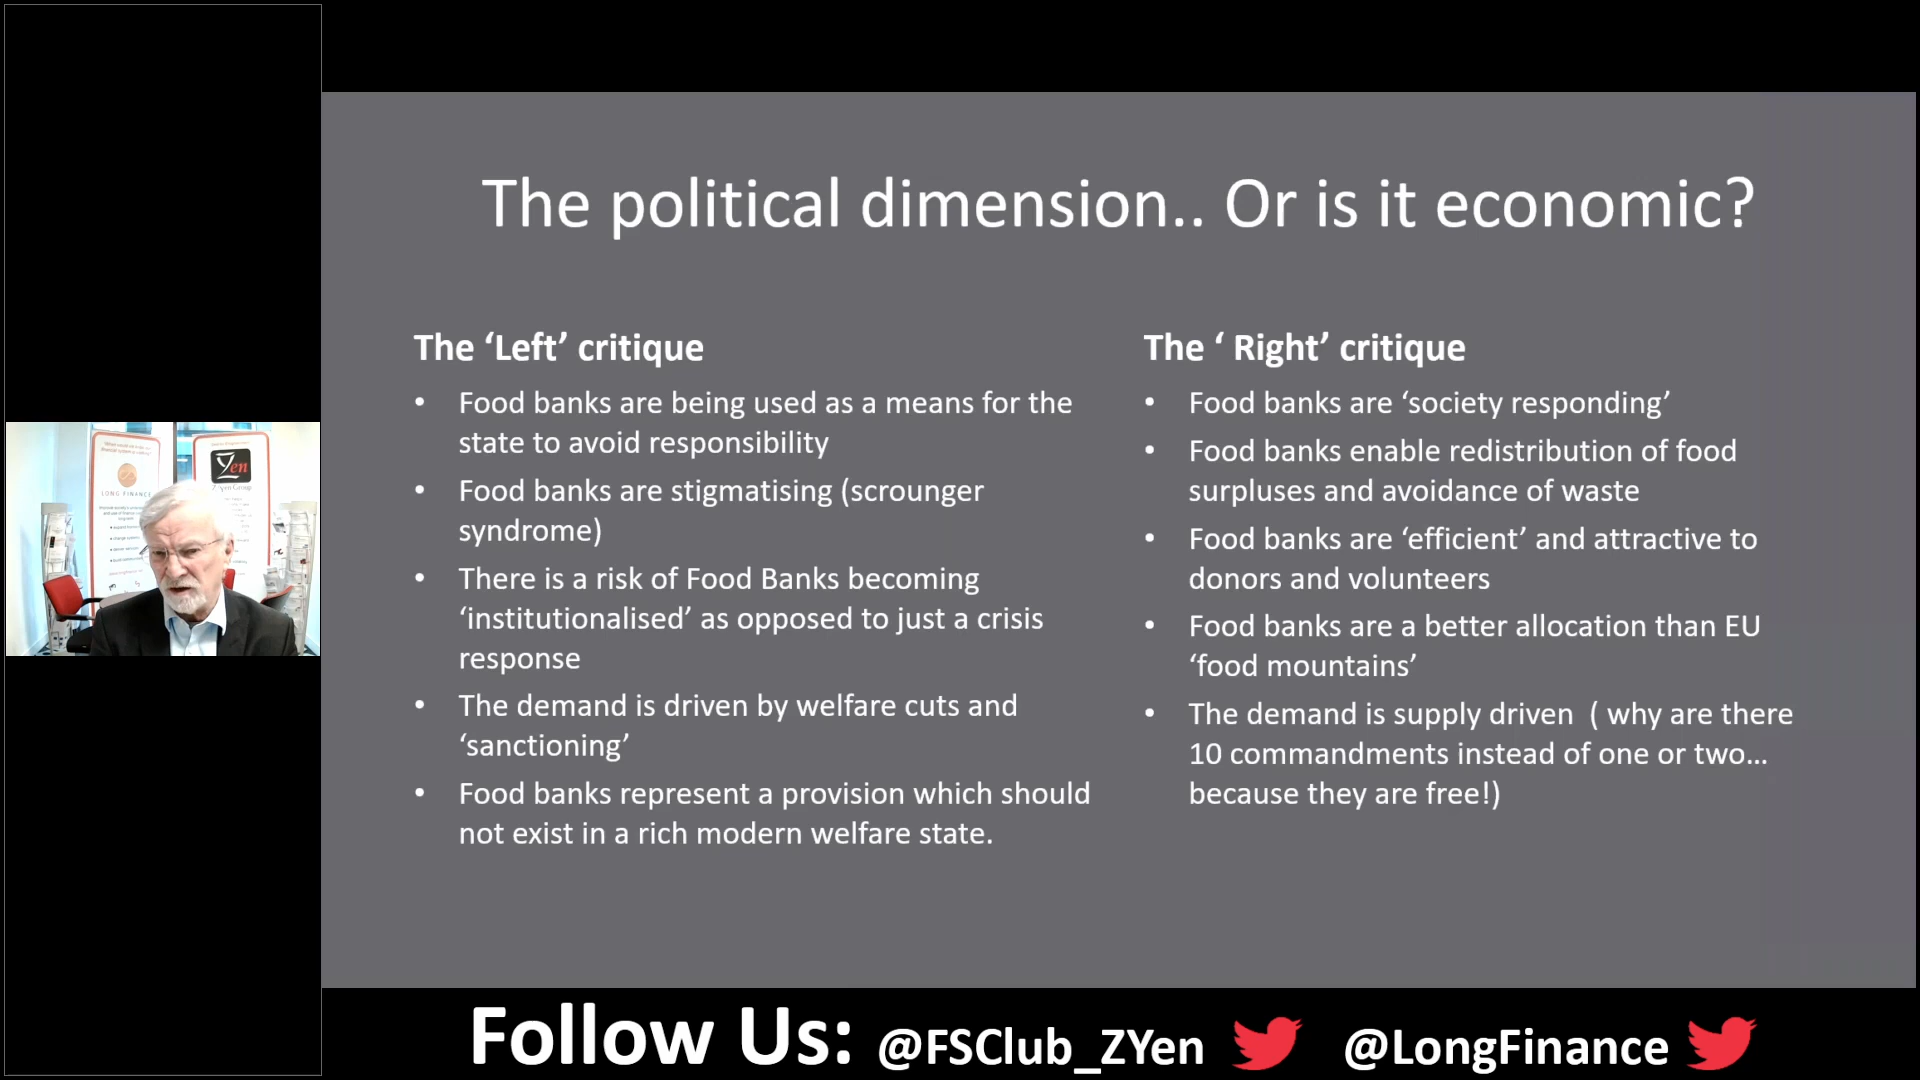 The political dimension.. Or is it economic?
The ‘Left’ critique
• Food banks are being used as a means for the
state to avoid responsibility
• Food banks are stigmatising (scrounger
syndrome)
• There is a risk of Food Banks becoming
‘institutionalised’ as opposed to just a crisis
response
• The demand is driven by welfare cuts and
‘sanctioning’
• Food banks represent a provision which should
not exist in a rich modern welfare state.
The ‘ Right’ critique
• Food banks are ‘society responding’
• Food banks enable redistribution of food
surpluses and avoidance of waste
• Food banks are ‘efficient’ and attractive to
donors and volunteers
• Food banks are a better allocation than EU
‘food mountains’
• The demand is supply driven  ( why are there
10 commandments instead of one or two…
because they are free!)
LONG FINANCE
Yen
Follow Us: @FSClub_ZYen @LongFinance